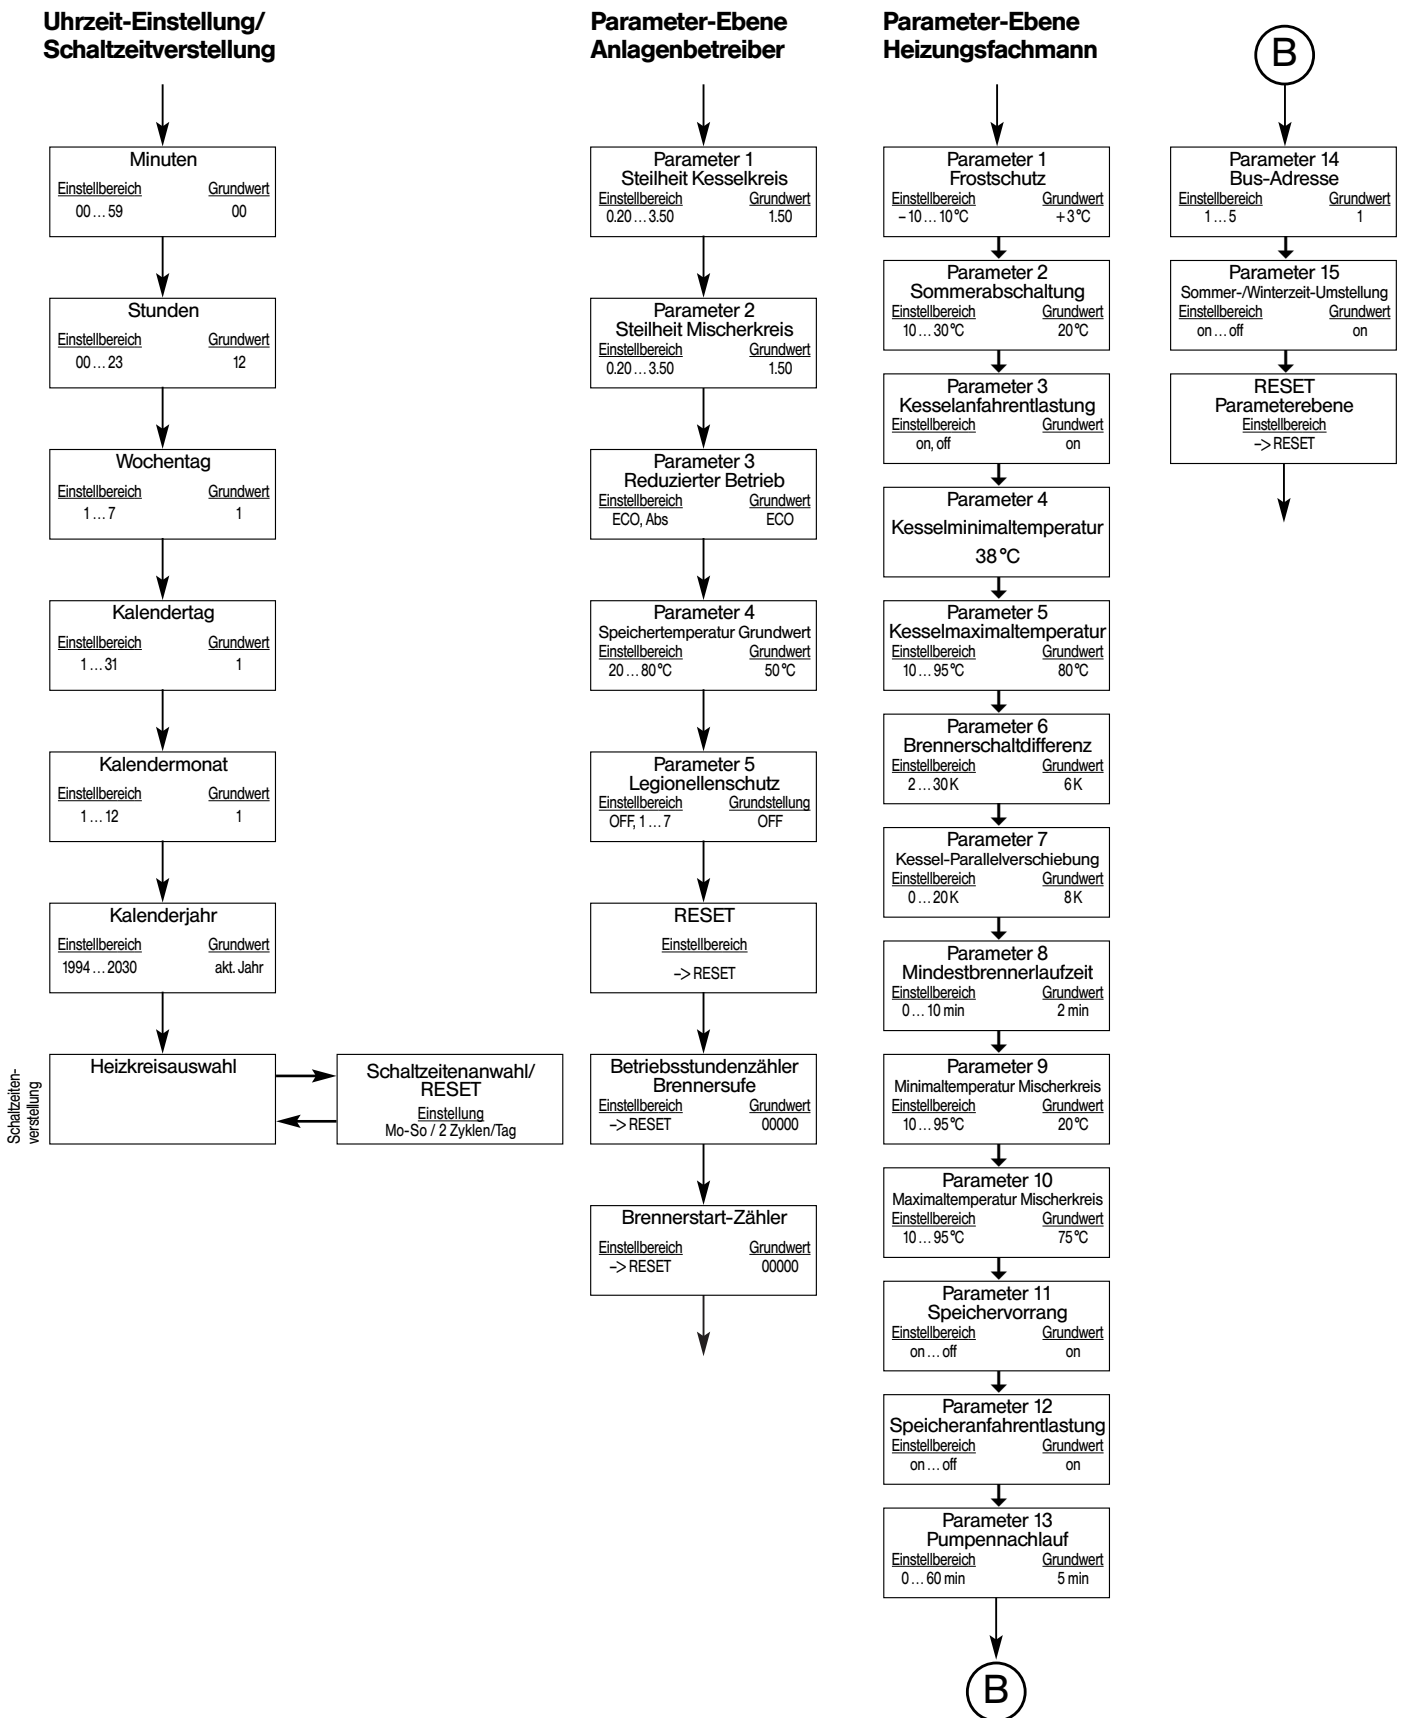 Uhrzeit-Einstellung/
Schaltzeitverstellung
Minuten
Einstellbereich Grundwert
00…59 00
Stunden
Einstellbereich Grundwert
00…23 12
Wochentag
Einstellbereich Grundwert
1…7 1
Kalendertag
Einstellbereich Grundwert
1…31 1
Kalendermonat
Einstellbereich Grundwert
1…12 1
Kalenderjahr
Einstellbereich Grundwert
1994…2030 akt. Jahr
Schaltzeiten-
verstellung
Heizkreisauswahl
Schaltzeitenanwahl/
RESET
Einstellung
Mo-So / 2 Zyklen/Tag
Parameter-Ebene
Anlagenbetreiber
Parameter 1
Steilheit Kesselkreis
Einstellbereich Grundwert
0.20…3.50 1.50
Parameter 2
Steilheit Mischerkreis
Einstellbereich Grundwert
0.20…3.50 1.50
Parameter 3
Reduzierter Betrieb
Einstellbereich Grundwert
ECO, Abs ECO
Parameter 4
Speichertemperatur Grundwert
Einstellbereich Grundwert
20…80°C 50°C
Parameter 5
Legionellenschutz
Einstellbereich Grundstellung
OFF, 1…7 OFF
RESET
Einstellbereich
–> RESET
Betriebsstundenzähler
Brennersufe
Einstellbereich Grundwert
–> RESET 00000
Brennerstart-Zähler
Einstellbereich Grundwert
–> RESET 00000
Parameter-Ebene
Heizungsfachmann
Parameter 1
Frostschutz
Einstellbereich Grundwert
–10…10°C +3°C
Parameter 2
Sommerabschaltung
Einstellbereich Grundwert
10…30°C 20°C
Parameter 3
Kesselanfahrentlastung
Einstellbereich Grundwert
on, off on
Parameter 4
Kesselminimaltemperatur
38°C
Parameter 5
Kesselmaximaltemperatur
Einstellbereich Grundwert
10…95°C 80°C
Parameter 6
Brennerschaltdifferenz
Einstellbereich Grundwert
2…30K 6K
Parameter 7
Kessel-Parallelverschiebung
Einstellbereich Grundwert
0…20K 8K
Parameter 8
Mindestbrennerlaufzeit
Einstellbereich Grundwert
0…10 min 2 min
Parameter 9
Minimaltemperatur Mischerkreis
Einstellbereich Grundwert
10…95°C 20°C
Parameter 10
Maximaltemperatur Mischerkreis
Einstellbereich Grundwert
10…95°C 75°C
Parameter 11
Speichervorrang
Einstellbereich Grundwert
on…off on
Parameter 12
Speicheranfahrentlastung
Einstellbereich Grundwert
on…off on
Parameter 13
Pumpennachlauf
Einstellbereich Grundwert
0…60 min 5 min
B
B
Parameter 14
Bus-Adresse
Einstellbereich Grundwert
1…5 1
Parameter 15
Sommer-/Winterzeit-Umstellung
Einstellbereich Grundwert
on…off on
RESET
Parameterebene
Einstellbereich
–> RESET